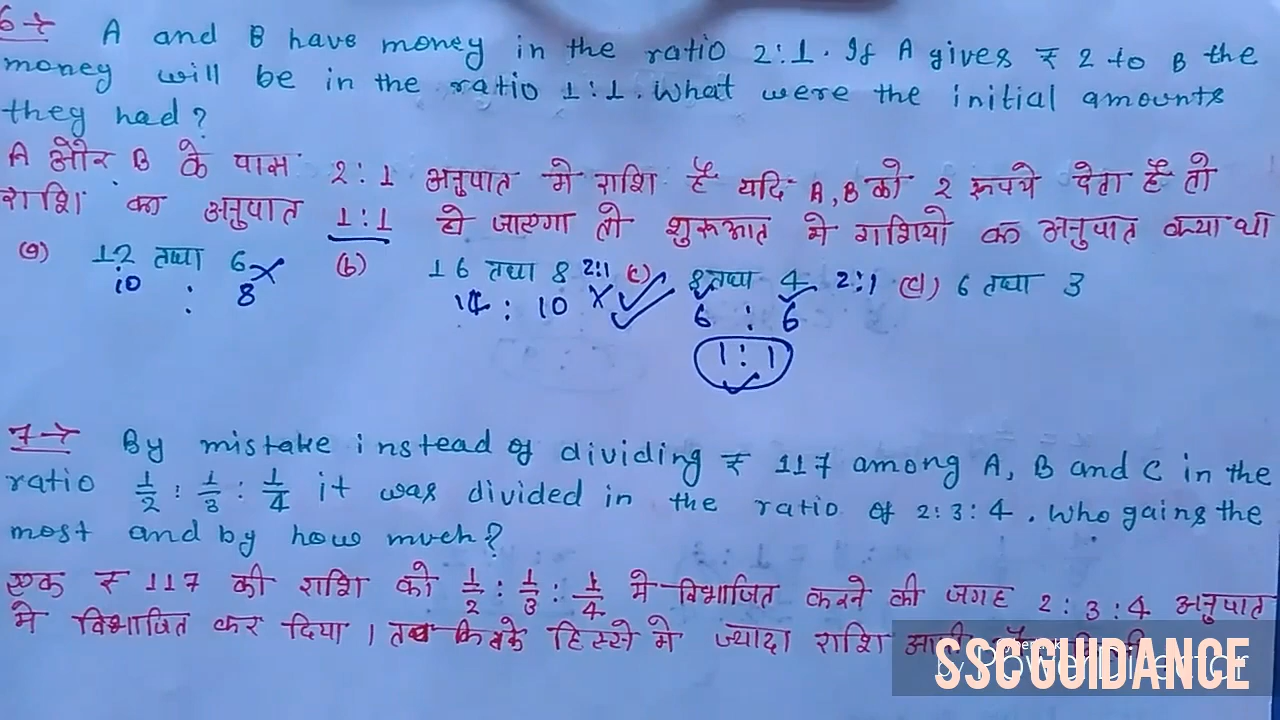 6→ A and B have money in the ratio 2:1. If A gives ₹ 2 to B the
money will be in the ratio 1:1. What were the initial amounts
they had?
A और B के पास 2:1 अनुपात मे राशि है यदि A, B को 2 रूपये देता है तो
राशि का अनुपात 1:1 हो जाएगा तो शुरूआत मे राशियो का अनुपात क्या था
(a) 12 तथा 6 × (b) 16 तथा 8 2:1 (c) 8 तथा 4 2:1 (d) 6 तथा 3
10 : 8 14 : 10 × 6 : 6
1:1
7→ By mistake instead of dividing ₹ 117 among A, B and C in the
ratio 1/2 : 1/3 : 1/4 it was divided in the ratio of 2:3:4. Who gains the
most and by how much?
एक ₹ 117 की राशि को 1/2 : 1/3 : 1/4 मे विभाजित करने की जगह 2:3:4 अनुपात
मे विभाजित कर दिया। तब किसके हिस्से मे ज्यादा राशि
by PowerDirector
SSC GUIDANCE